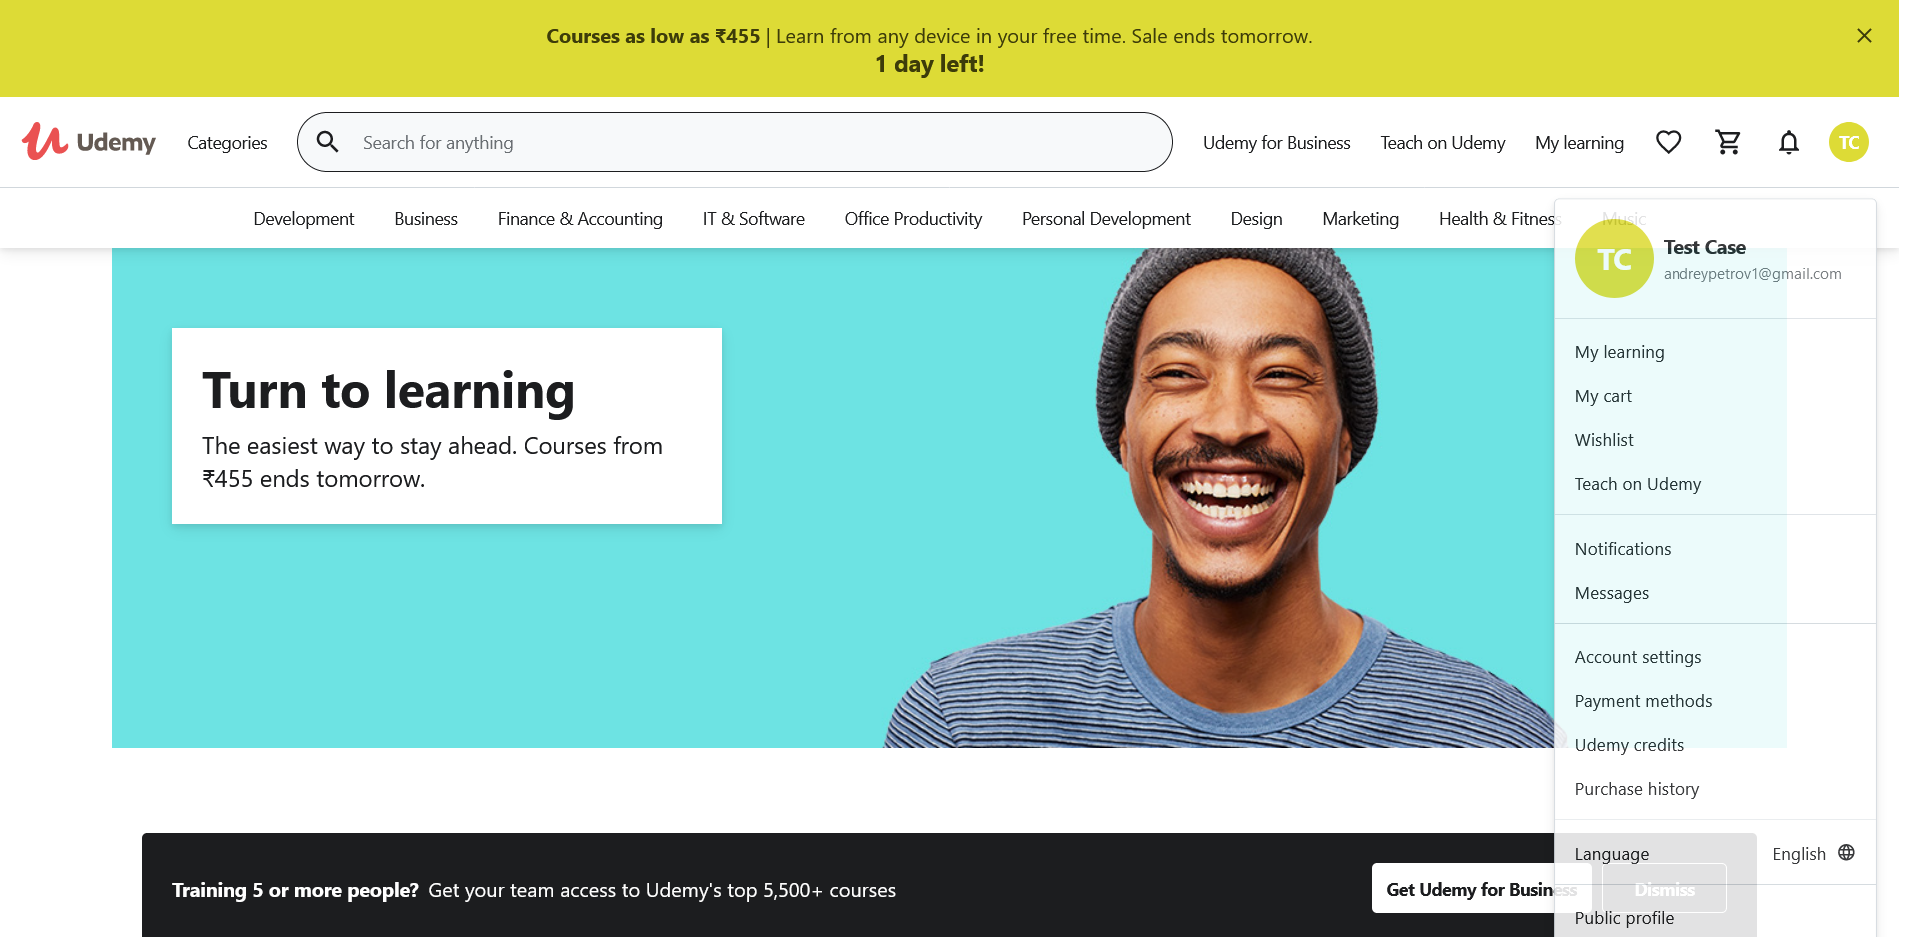 Courses as low as ₹455 | Learn from any device in your free time. Sale ends tomorrow.
1 day left!
Udemy
Categories
Search for anything
Udemy for Business
Teach on Udemy
My learning
TC
Development
Business
Finance & Accounting
IT & Software
Office Productivity
Personal Development
Design
Marketing
Health & Fitness
Music
TC
Test Case
andreypetrov1@gmail.com
My learning
My cart
Wishlist
Teach on Udemy
Notifications
Messages
Account settings
Payment methods
Udemy credits
Purchase history
Language
English
Public profile
Turn to learning
The easiest way to stay ahead. Courses from
₹455 ends tomorrow.
Training 5 or more people? Get your team access to Udemy's top 5,500+ courses
Get Udemy for Business
Dismiss